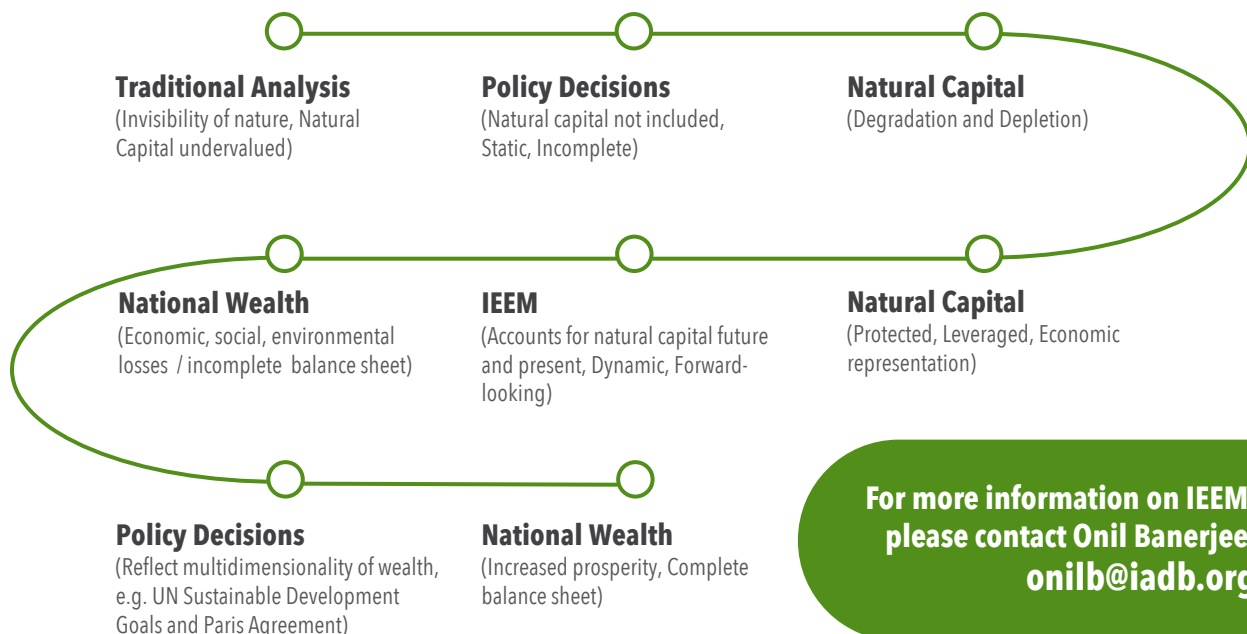 Traditional Analysis
(Invisibility of nature, Natural
Capital undervalued)
Policy Decisions
(Natural capital not included,
Static, Incomplete)
Natural Capital
(Degradation and Depletion)
National Wealth
(Economic, social, environmental
losses / incomplete balance sheet)
IEEM
(Accounts for natural capital future
and present, Dynamic, Forward-
looking)
Natural Capital
(Protected, Leveraged, Economic
representation)
Policy Decisions
(Reflect multidimensionality of wealth,
e.g. UN Sustainable Development
Goals and Paris Agreement)
National Wealth
(Increased prosperity, Complete
balance sheet)
For more information on IEEM
please contact Onil Banerjee
onilb@iadb.org